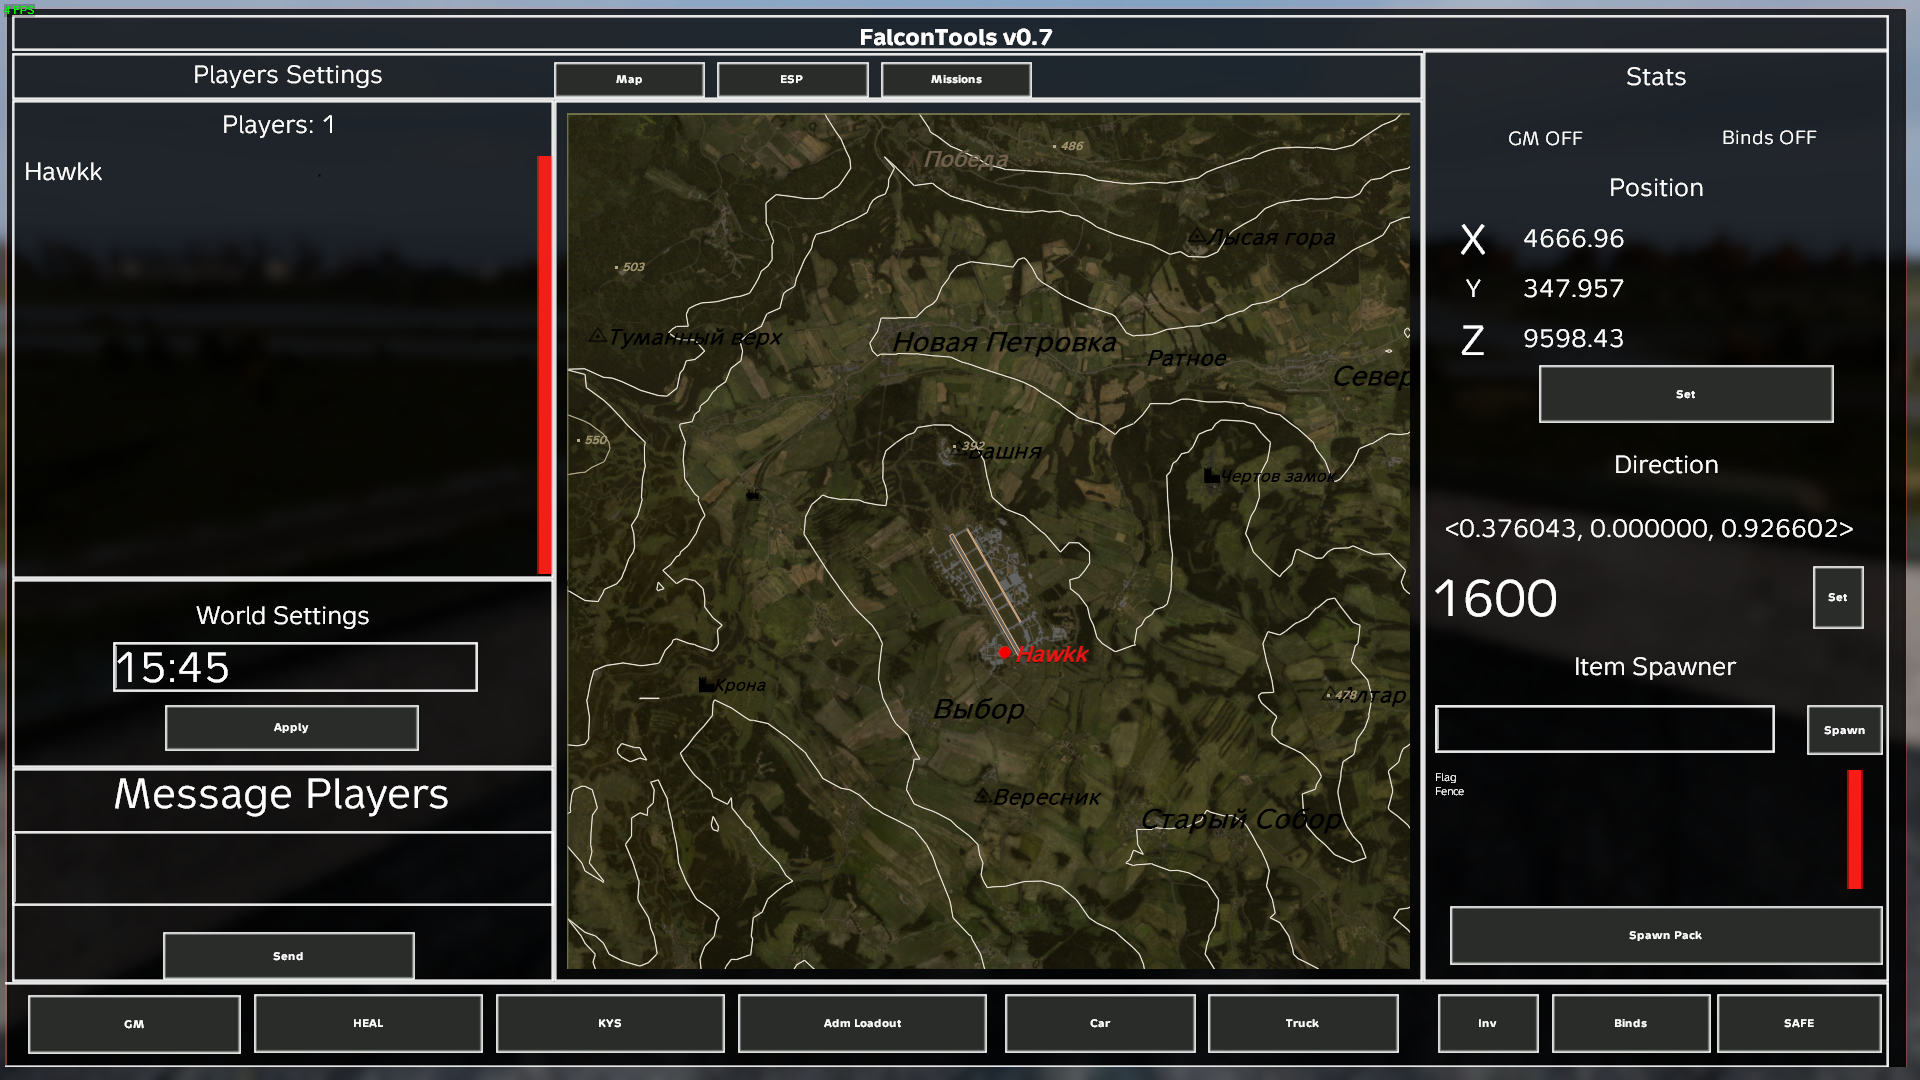 4 FPS
FalconTools v0.7
Players Settings
Map
ESP
Missions
Stats
Players: 1
Hawkk
GM OFF
Binds OFF
Position
X 4666.96
Y 347.957
Z 9598.43
Set
Direction
<0.376043, 0.000000, 0.926602>
1600
Set
Item Spawner
Spawn
Flag
Fence
Spawn Pack
Победа
486
Лысая гора
503
Туманный верх
Новая Петровка
Ратное
Север
550
392
Башня
Чертов замок
Hawkk
Крона
Выбор
478
Алтар
Вересник
Старый Собор
World Settings
15:45
Apply
Message Players
Send
GM
HEAL
KYS
Adm Loadout
Car
Truck
Inv
Binds
SAFE